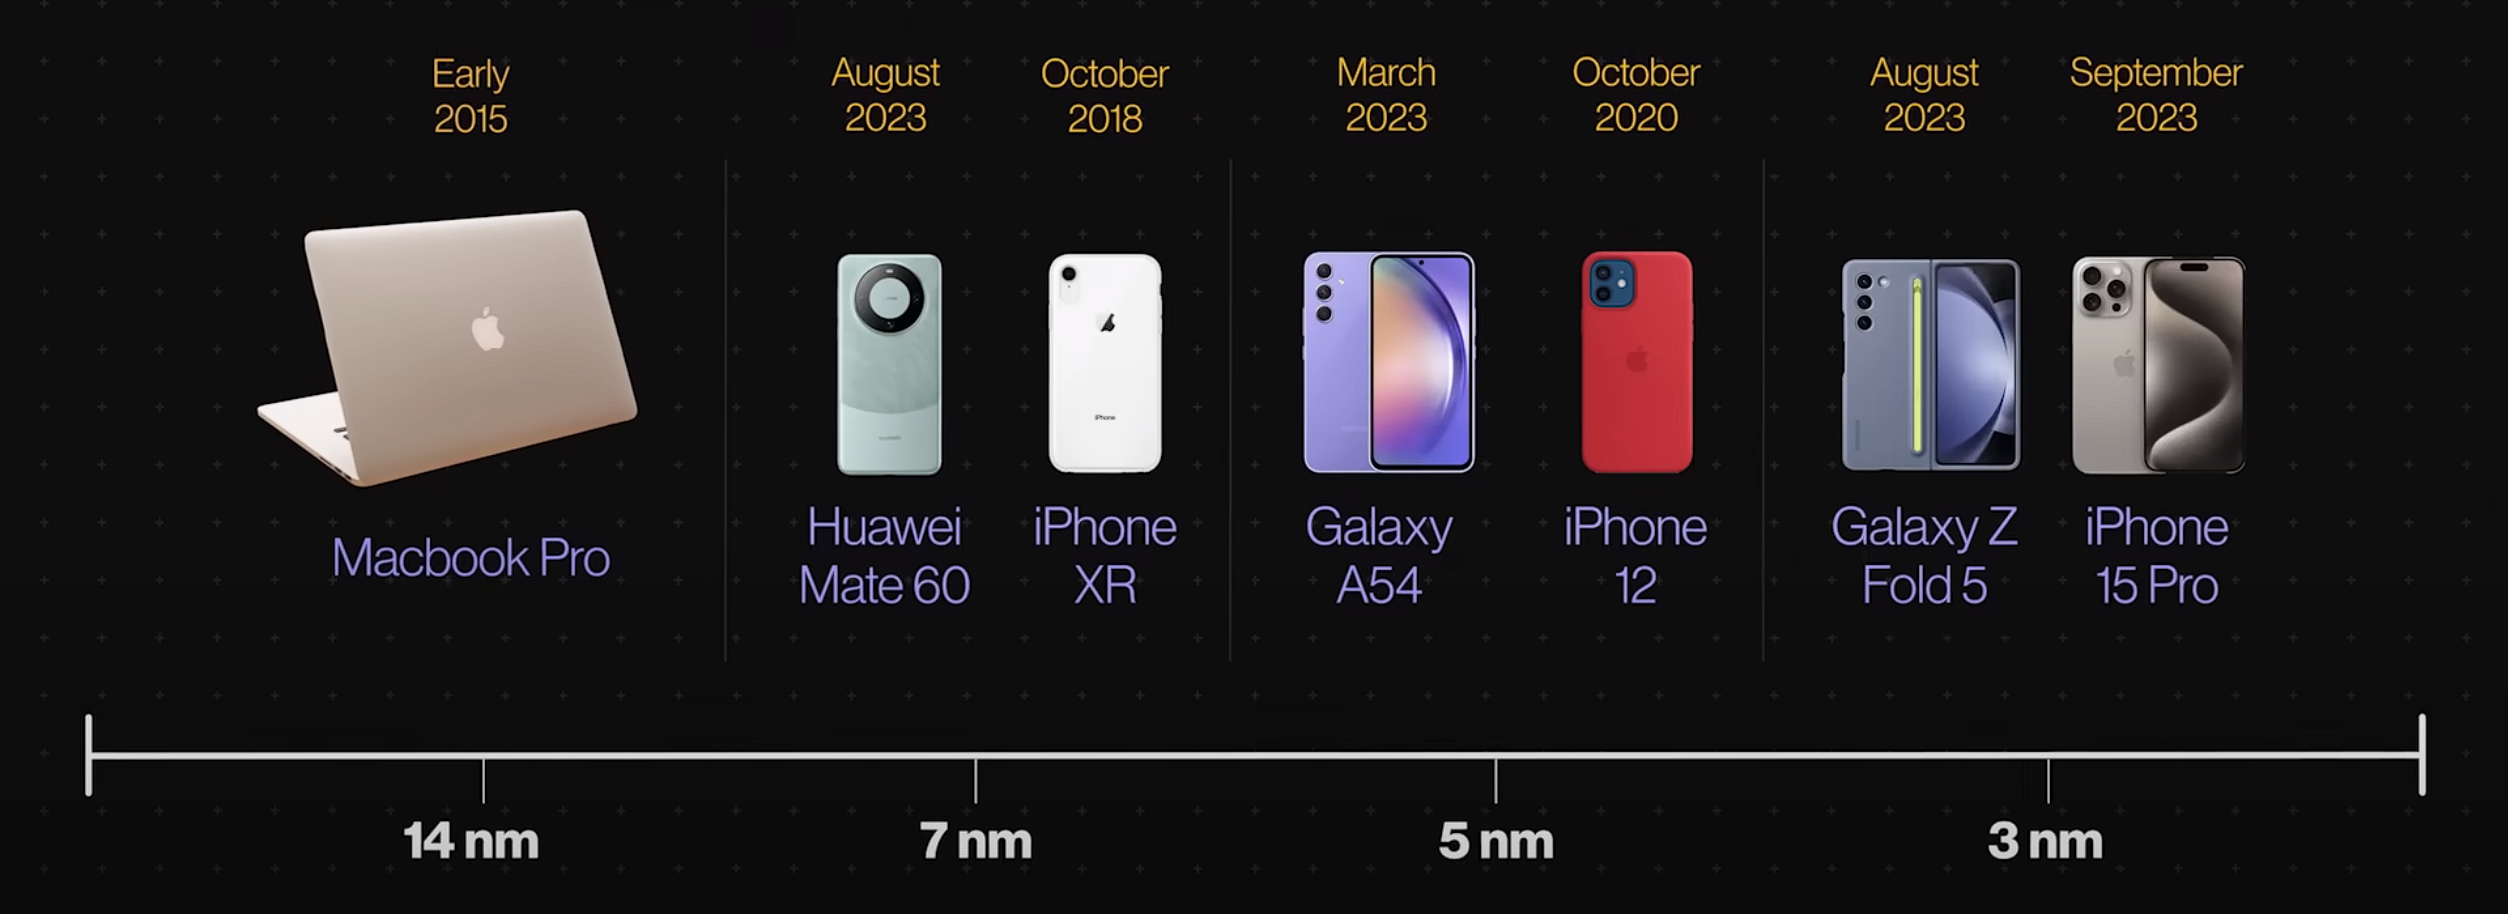 Early
2015
August
2023
October
2018
March
2023
October
2020
August
2023
September
2023
iPhone
Macbook Pro
Huawei
Mate 60
iPhone
XR
Galaxy
A54
iPhone
12
Galaxy Z
Fold 5
iPhone
15 Pro
14 nm
7 nm
5 nm
3 nm